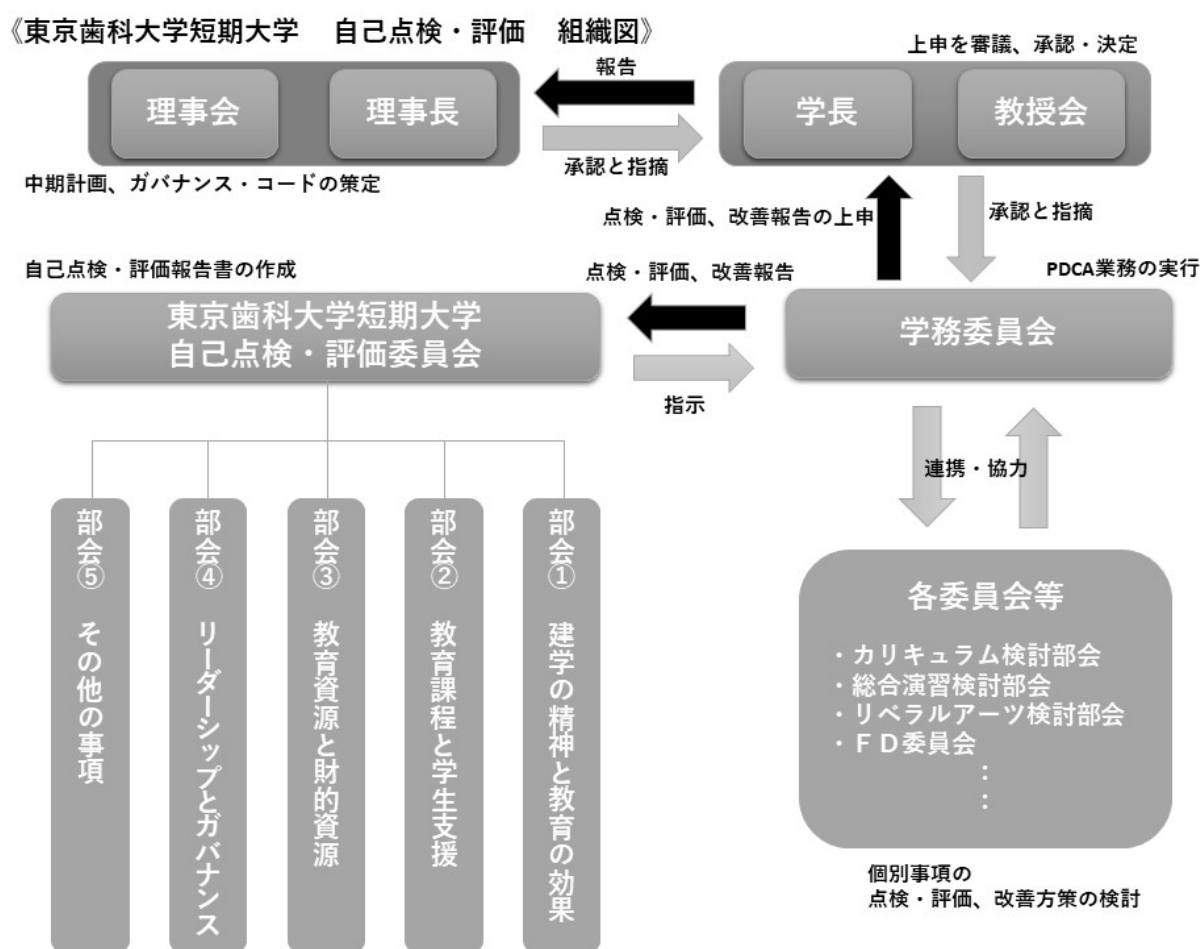 《東京歯科大学短期大学　自己点検・評価　組織図》
上申を審議、承認・決定
報告
理事会
理事長
学長
教授会
承認と指摘
中期計画、ガバナンス・コードの策定
点検・評価、改善報告の上申
承認と指摘
自己点検・評価報告書の作成
点検・評価、改善報告
PDCA業務の実行
東京歯科大学短期大学
自己点検・評価委員会
学務委員会
指示
連携・協力
部会①　建学の精神と教育の効果
部会②　教育課程と学生支援
部会③　教育資源と財的資源
部会④　リーダーシップとガバナンス
部会⑤　その他の事項
各委員会等
・カリキュラム検討部会
・総合演習検討部会
・リベラルアーツ検討部会
・ＦＤ委員会
：
：
個別事項の
点検・評価、改善方策の検討